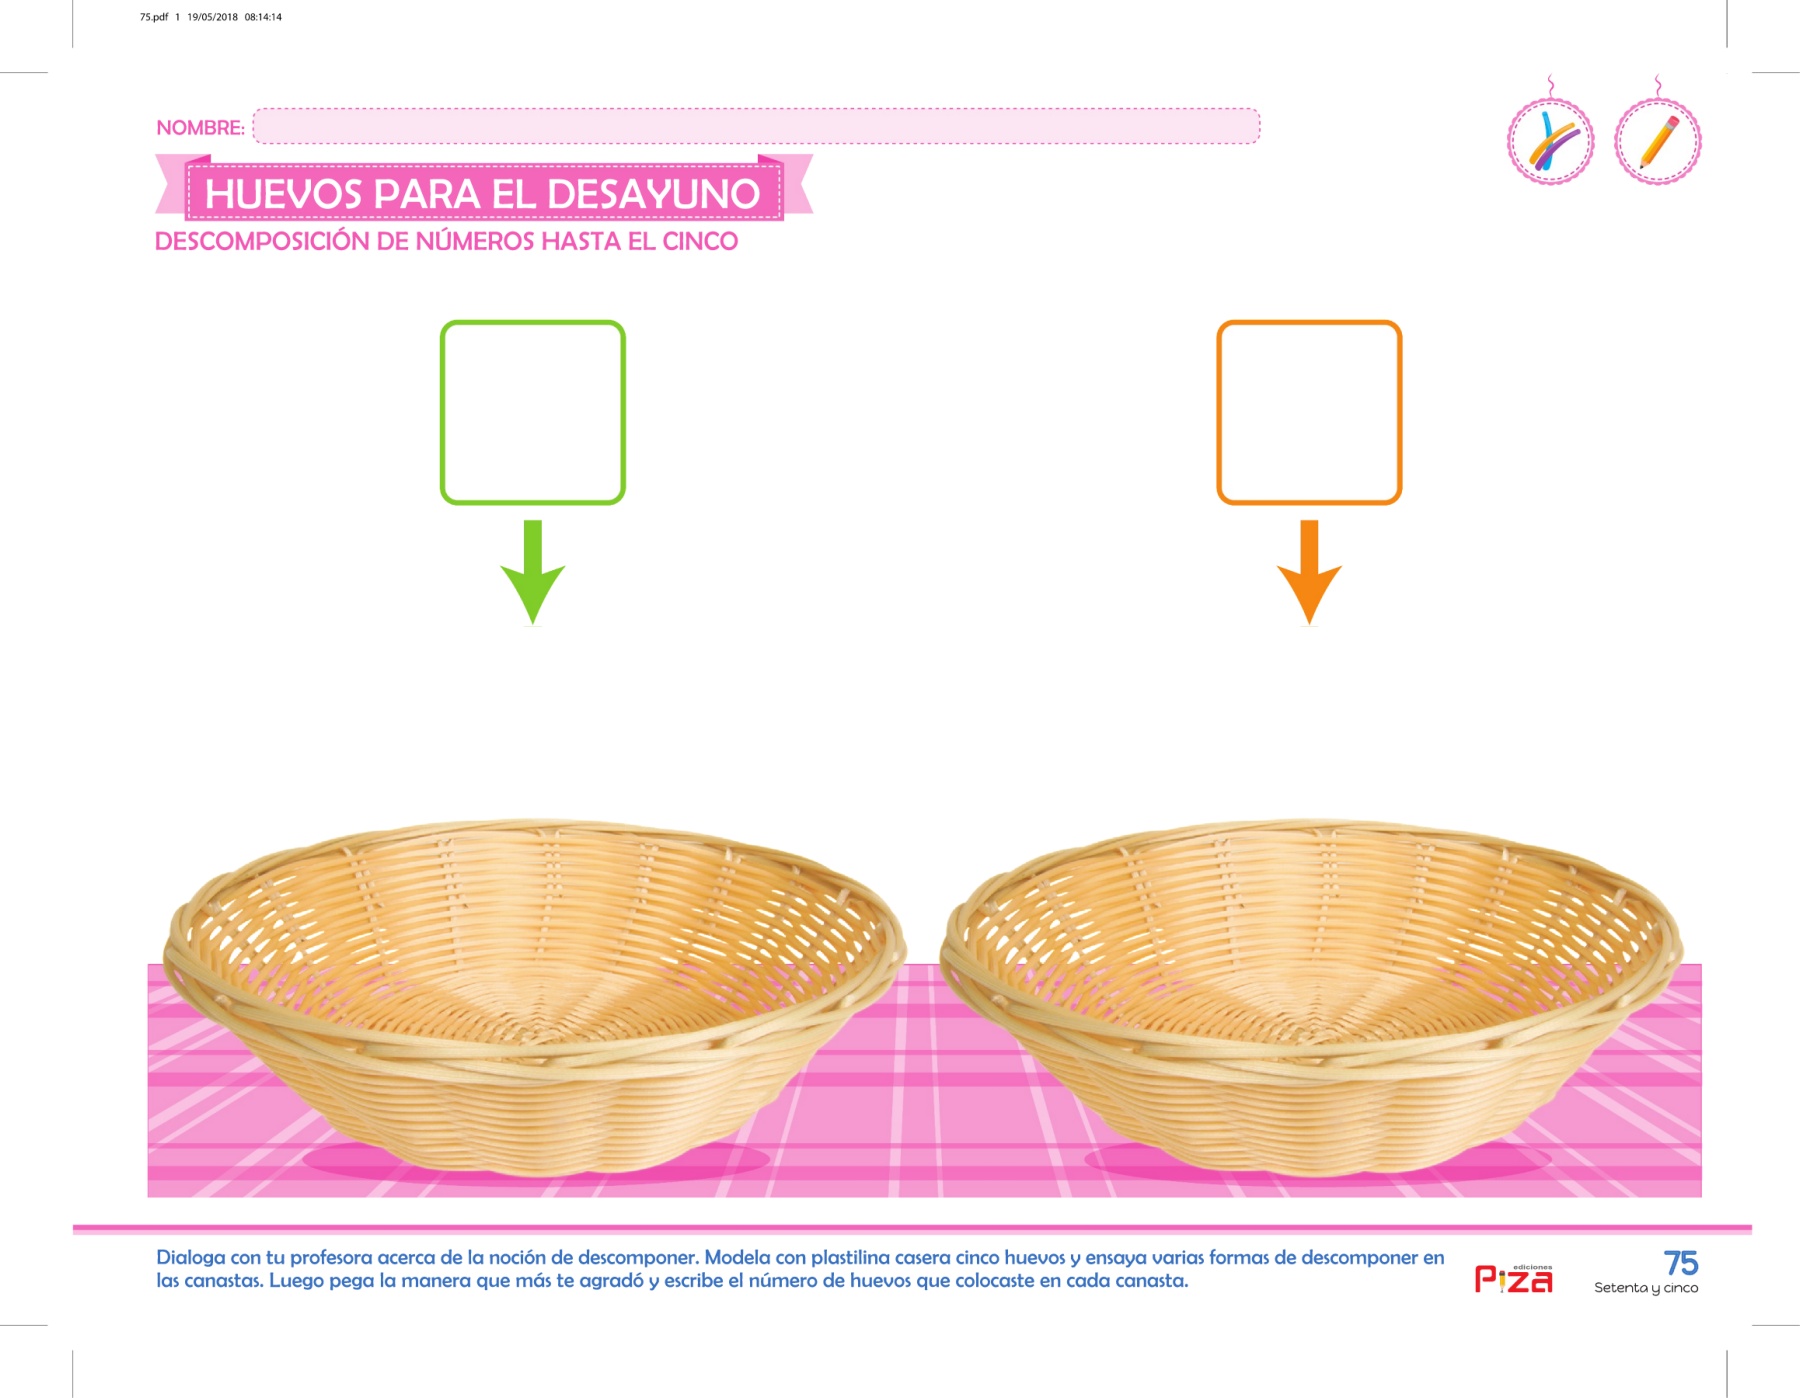 75.pdf 1 19/05/2018 08:14:14
NOMBRE:
HUEVOS PARA EL DESAYUNO
DESCOMPOSICIÓN DE NÚMEROS HASTA EL CINCO
Dialoga con tu profesora acerca de la noción de descomponer. Modela con plastilina casera cinco huevos y ensaya varias formas de descomponer en
las canastas. Luego pega la manera que más te agradó y escribe el número de huevos que colocaste en cada canasta.
ediciones
Piza
75
Setenta y cinco